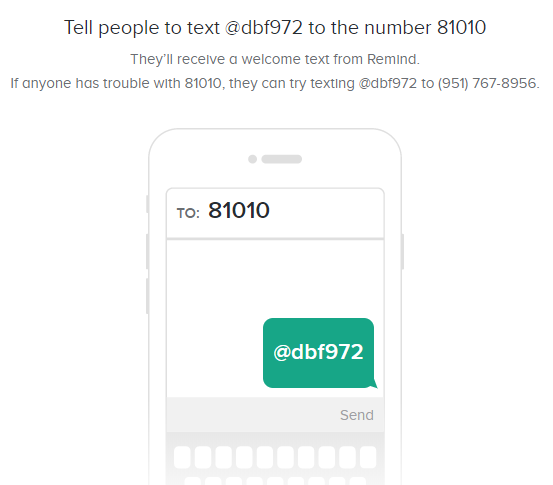 Tell people to text @dbf972 to the number 81010
They’ll receive a welcome text from Remind.
If anyone has trouble with 81010, they can try texting @dbf972 to (951) 767-8956.
TO: 81010
@dbf972
Send